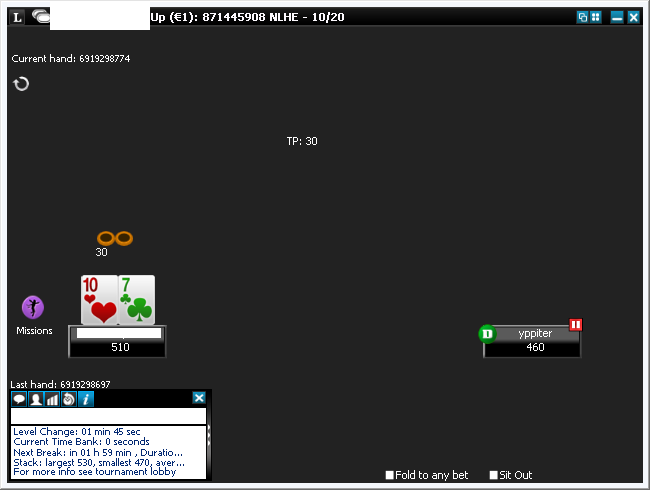 L
Up (€1): 871445908 NLHE - 10/20
Current hand: 6919298774
TP: 30
30
10 7
Missions
510
D
yppiter
460
Last hand: 6919298697
i
Level Change: 01 min 45 sec
Current Time Bank: 0 seconds
Next Break: in 01 h 59 min , Duratio...
Stack: largest 530, smallest 470, aver...
For more info see tournament lobby
Fold to any bet
Sit Out